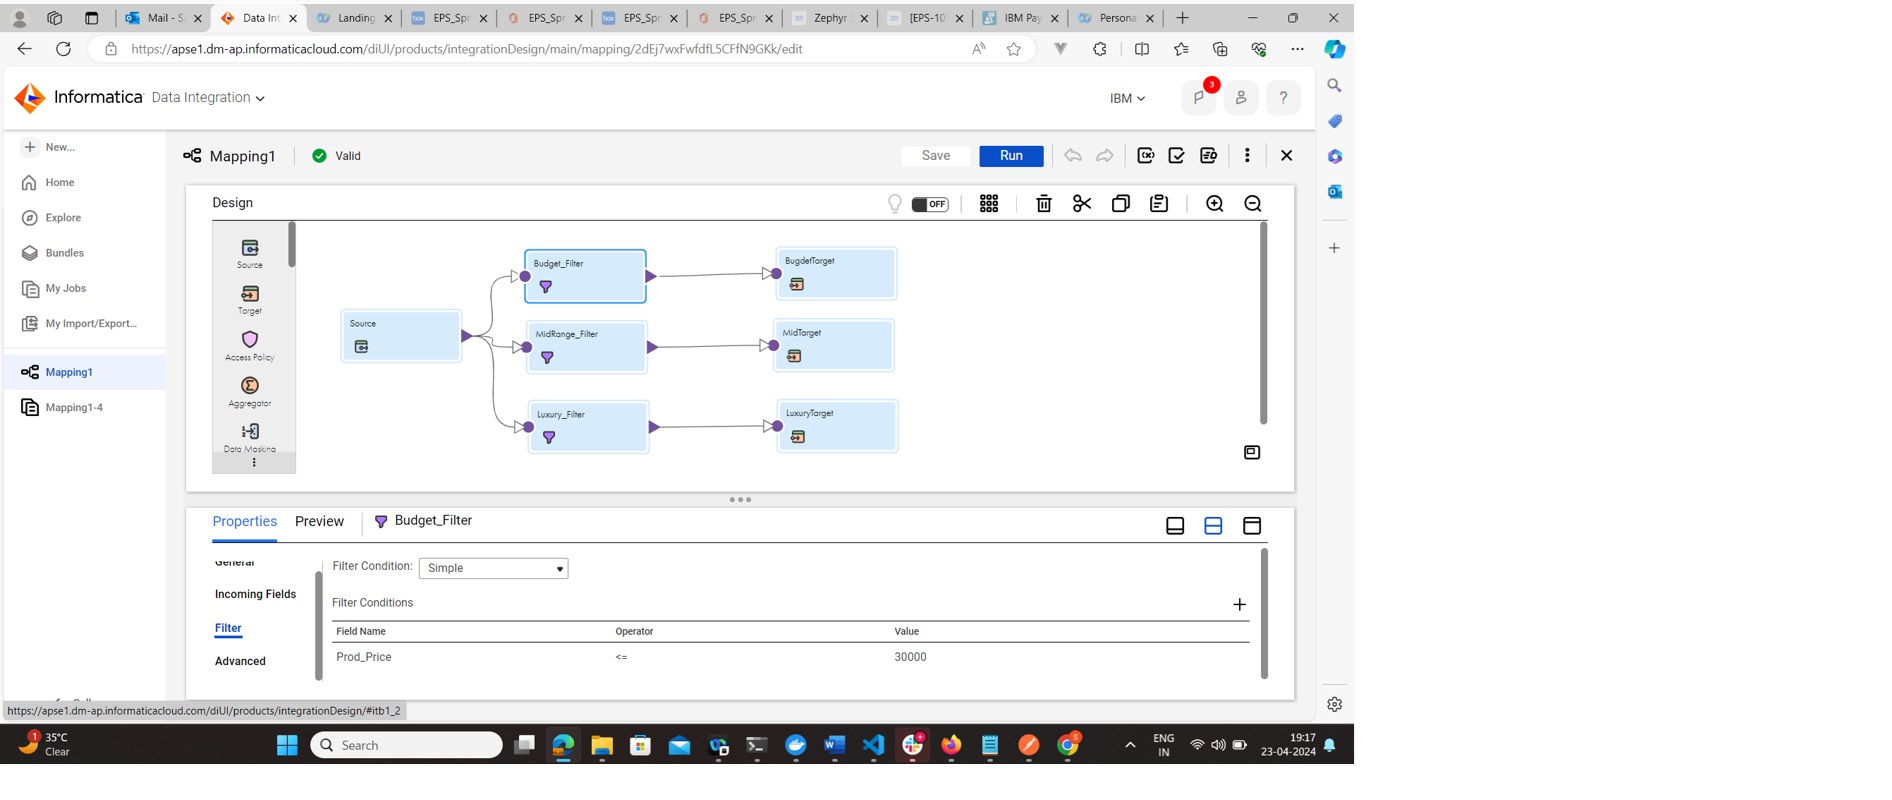 Mail - S
Data Int
Landing
EPS_Spr
EPS_Spr
EPS_Spr
EPS_Spr
Zephyr
[EPS-10
IBM Pay
Persona
https://apse1.dm-ap.informaticacloud.com/diUI/products/integrationDesign/main/mapping/2dEj7wxFwfdfL5CFfN9GKk/edit
Informatica Data Integration
IBM
3
?
New...
Home
Explore
Bundles
My Jobs
My Import/Export...
Mapping1
Mapping1-4
Mapping1
Valid
Save
Run
Design
OFF
Source
Target
Access Policy
Aggregator
Data Masking
Source
Budget_Filter
MidRange_Filter
Luxury_Filter
BugdetTarget
MidTarget
LuxuryTarget
Properties
Preview
Budget_Filter
General
Incoming Fields
Filter
Advanced
Filter Condition: Simple
Filter Conditions
Field Name Operator Value
Prod_Price <= 30000
https://apse1.dm-ap.informaticacloud.com/diUI/products/integrationDesign/#itb1_2
1
35°C
Clear
Search
ENG
IN
19:17
23-04-2024